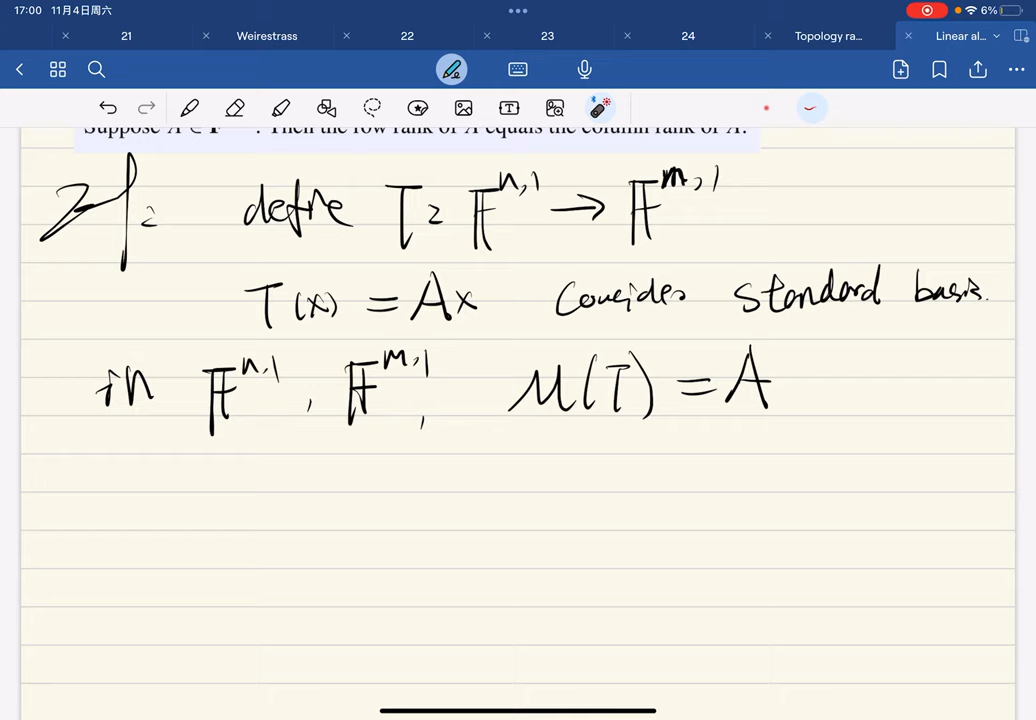 17:00 11月4日周六
6%
21 Weirestrass 22 23 24 Topology ra... Linear al...
Suppose A ∈ F . Then the row rank of A equals the column rank of A.
Pf: define T: F^{n,1} → F^{m,1}
T(x) = Ax consider standard basis.
in F^{n,1}, F^{m,1}, M(T) = A